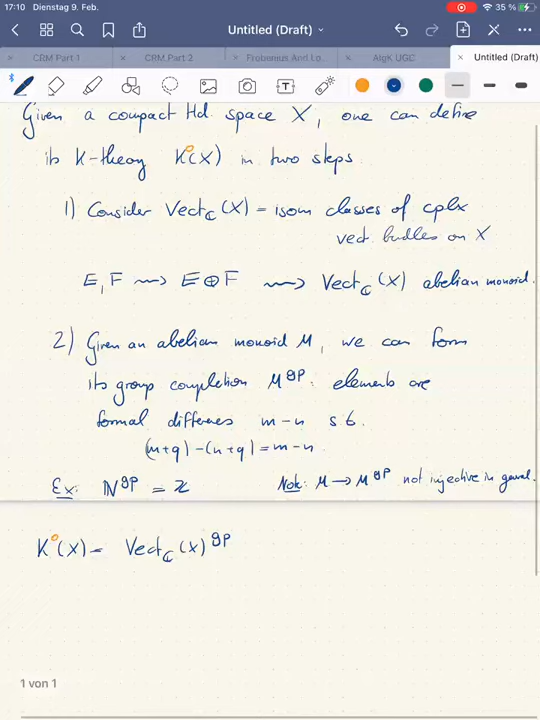 17:10 Dienstag 9. Feb. 35 %
Untitled (Draft)
CRM Part 1 CRM Part 2 Frobenius And Lo... AlgK UGC Untitled (Draft)
Given a compact Hd. space X, one can define
its K-theory K⁰(X) in two steps
1) Consider Vect_ℂ(X) = isom classes of cplx
vect. bundles on X
E, F ⟿ E ⊕ F ⟿ Vect_ℂ(X) abelian monoid.
2) Given an abelian monoid M, we can form
its group completion M^gp: elements are
formal differences m-n s.t.
(m+q) - (n+q) = m-n.
Ex: ℕ^gp = ℤ Note: M → M^gp not injective in general.
K⁰(X) = Vect_ℂ(X)^gp
1 von 1